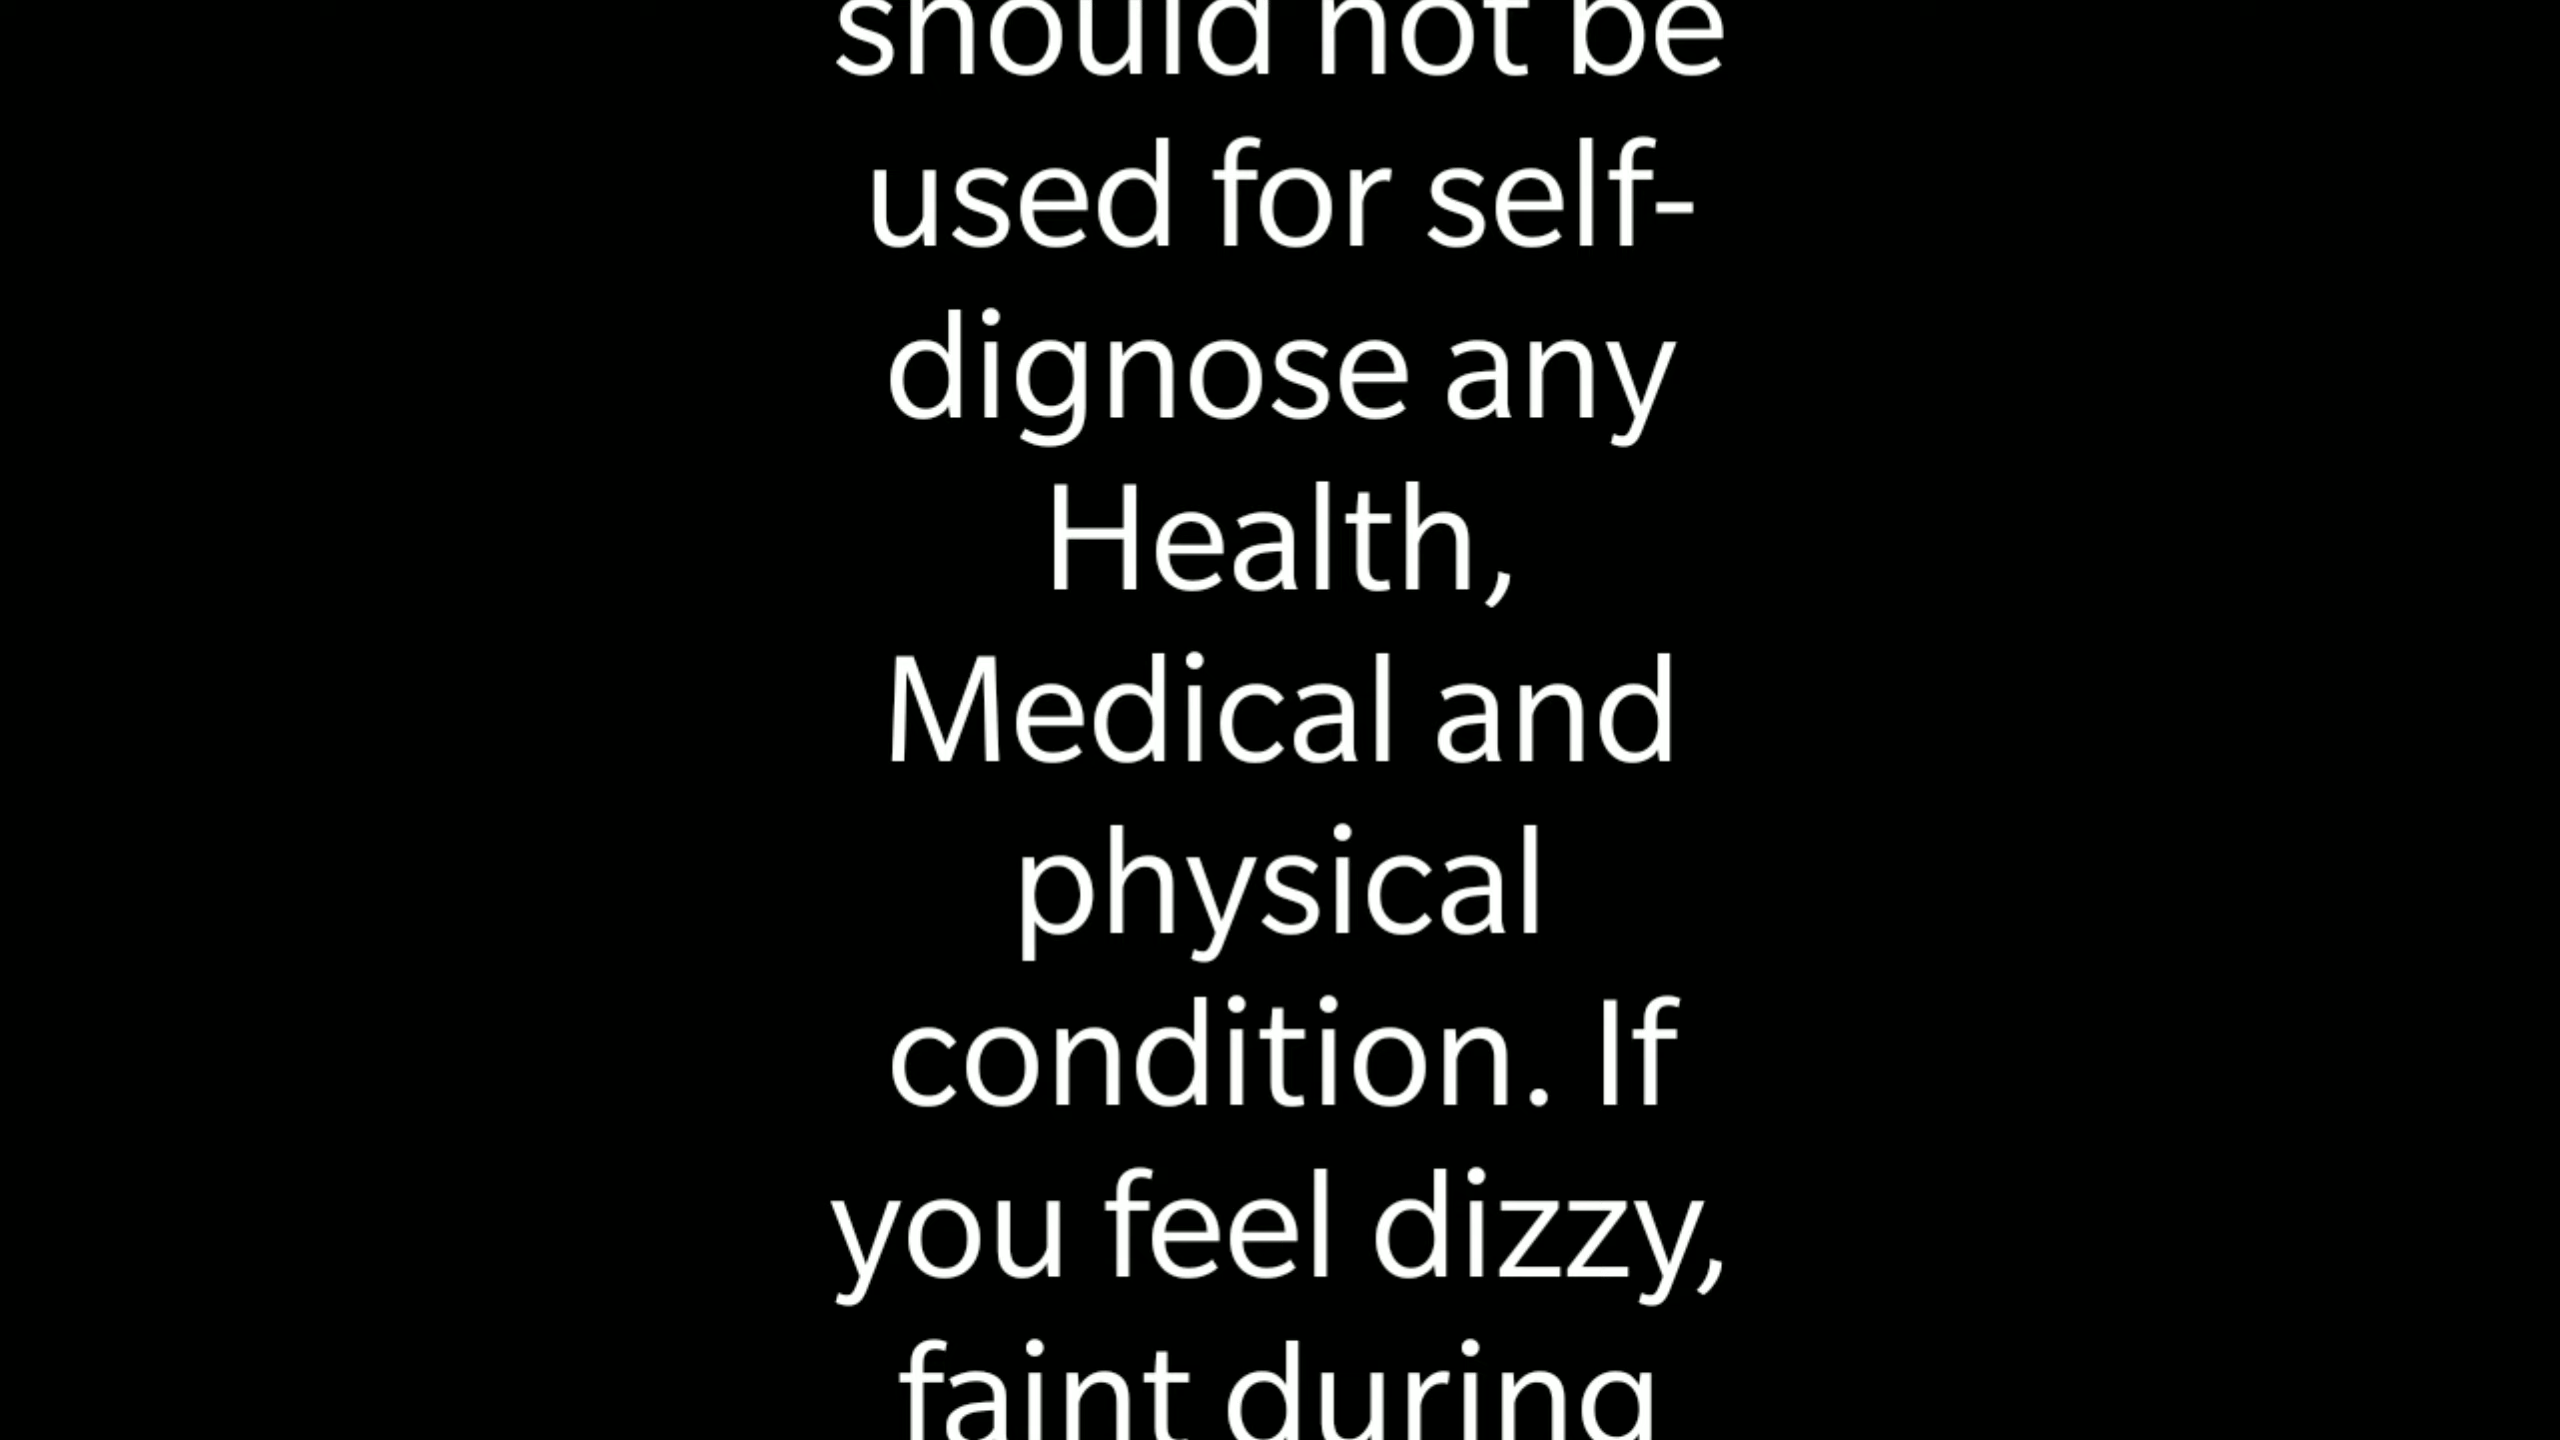 should not be
used for self-
dignose any
Health,
Medical and
physical
condition. If
you feel dizzy,
faint during